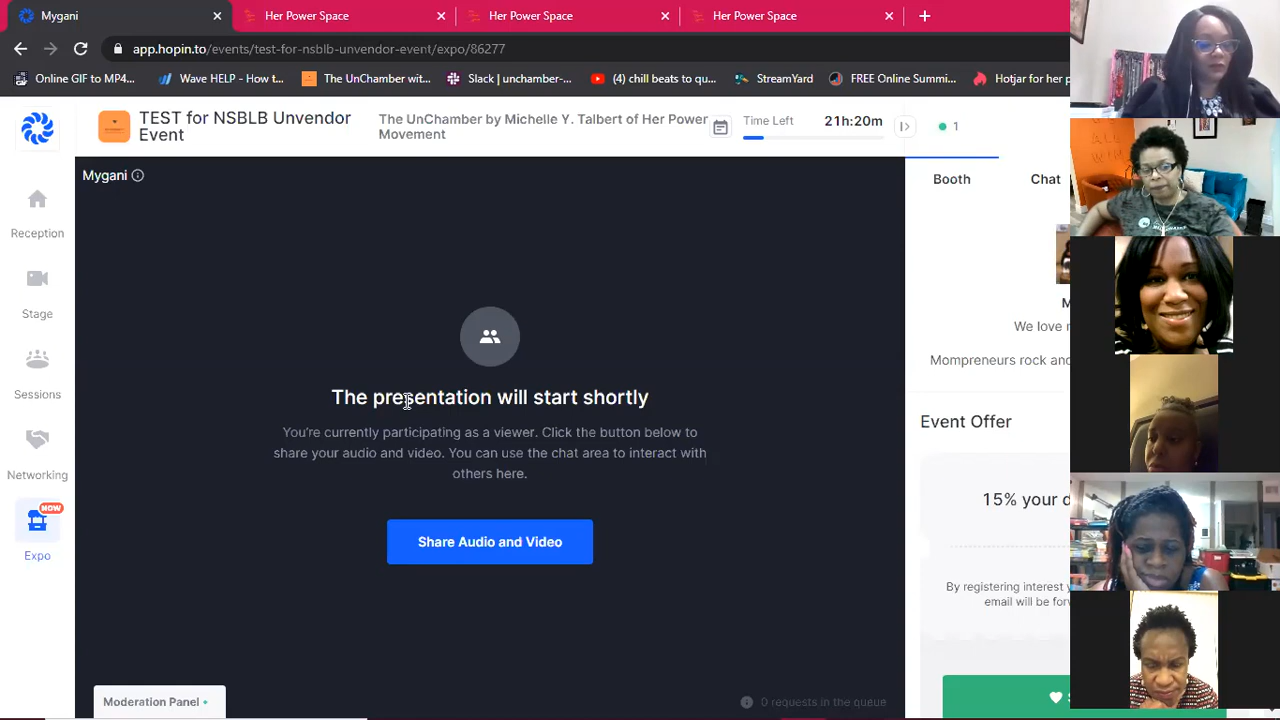 Mygani
Her Power Space
Her Power Space
Her Power Space
app.hopin.to/events/test-for-nsblb-unvendor-event/expo/86277
Online GIF to MP4...
Wave HELP - How t...
The UnChamber wit...
Slack | unchamber-...
(4) chill beats to qu...
StreamYard
FREE Online Summi...
Hotjar for her p
TEST for NSBLB Unvendor
Event
The UnChamber by Michelle Y. Talbert of Her Power
Movement
Time Left
21h:20m
1
Reception
Stage
Sessions
Networking
NOW
Expo
Mygani
The presentation will start shortly
You're currently participating as a viewer. Click the button below to
share your audio and video. You can use the chat area to interact with
others here.
Share Audio and Video
Moderation Panel
0 requests in the queue
Booth
Chat
M
We love
Mompreneurs rock and
Event Offer
15% your d
By registering interest
email will be for
S